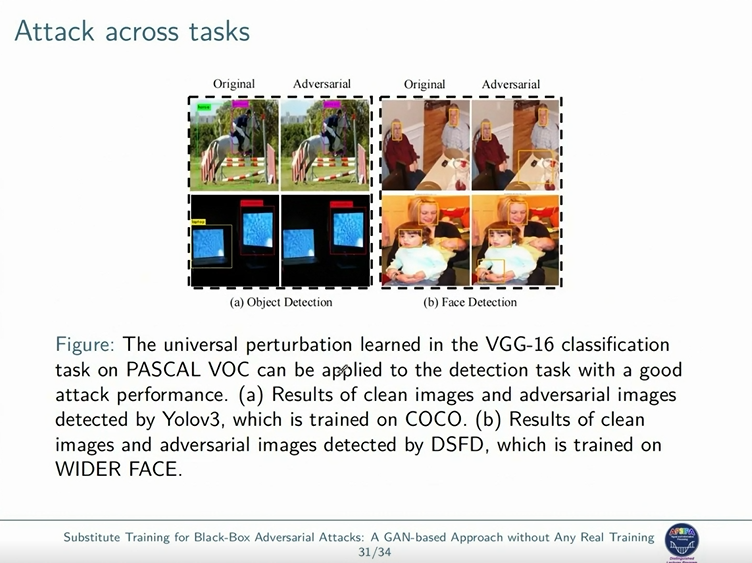 Attack across tasks
Original Adversarial Original Adversarial
(a) Object Detection (b) Face Detection
Figure: The universal perturbation learned in the VGG-16 classification
task on PASCAL VOC can be applied to the detection task with a good
attack performance. (a) Results of clean images and adversarial images
detected by Yolov3, which is trained on COCO. (b) Results of clean
images and adversarial images detected by DSFD, which is trained on
WIDER FACE.
Substitute Training for Black-Box Adversarial Attacks: A GAN-based Approach without Any Real Training
31/34